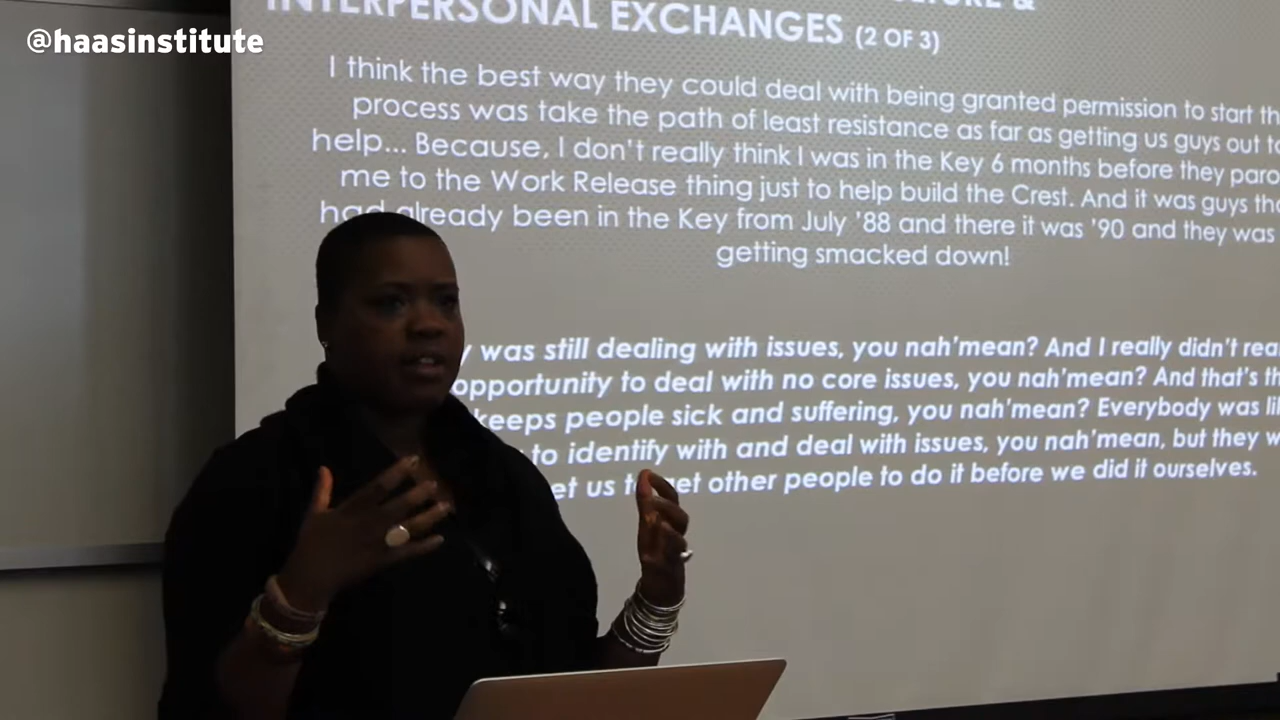 @haasinstitute
INTERPERSONAL EXCHANGES (2 OF 3)
I think the best way they could deal with being granted permission to start
process was take the path of least resistance as far as getting us guys out
help... Because, I don't really think I was in the Key 6 months before they
me to the Work Release thing just to help build the Crest. And it was guys
had already been in the Key from July '88 and there it was '90 and they was
getting smacked down!
was still dealing with issues, you nah'mean? And I really didn't
opportunity to deal with no core issues, you nah'mean? And that's
keeps people sick and suffering, you nah'mean? Everybody was
to identify with and deal with issues, you nah'mean, but they
us to get other people to do it before we did it ourselves.